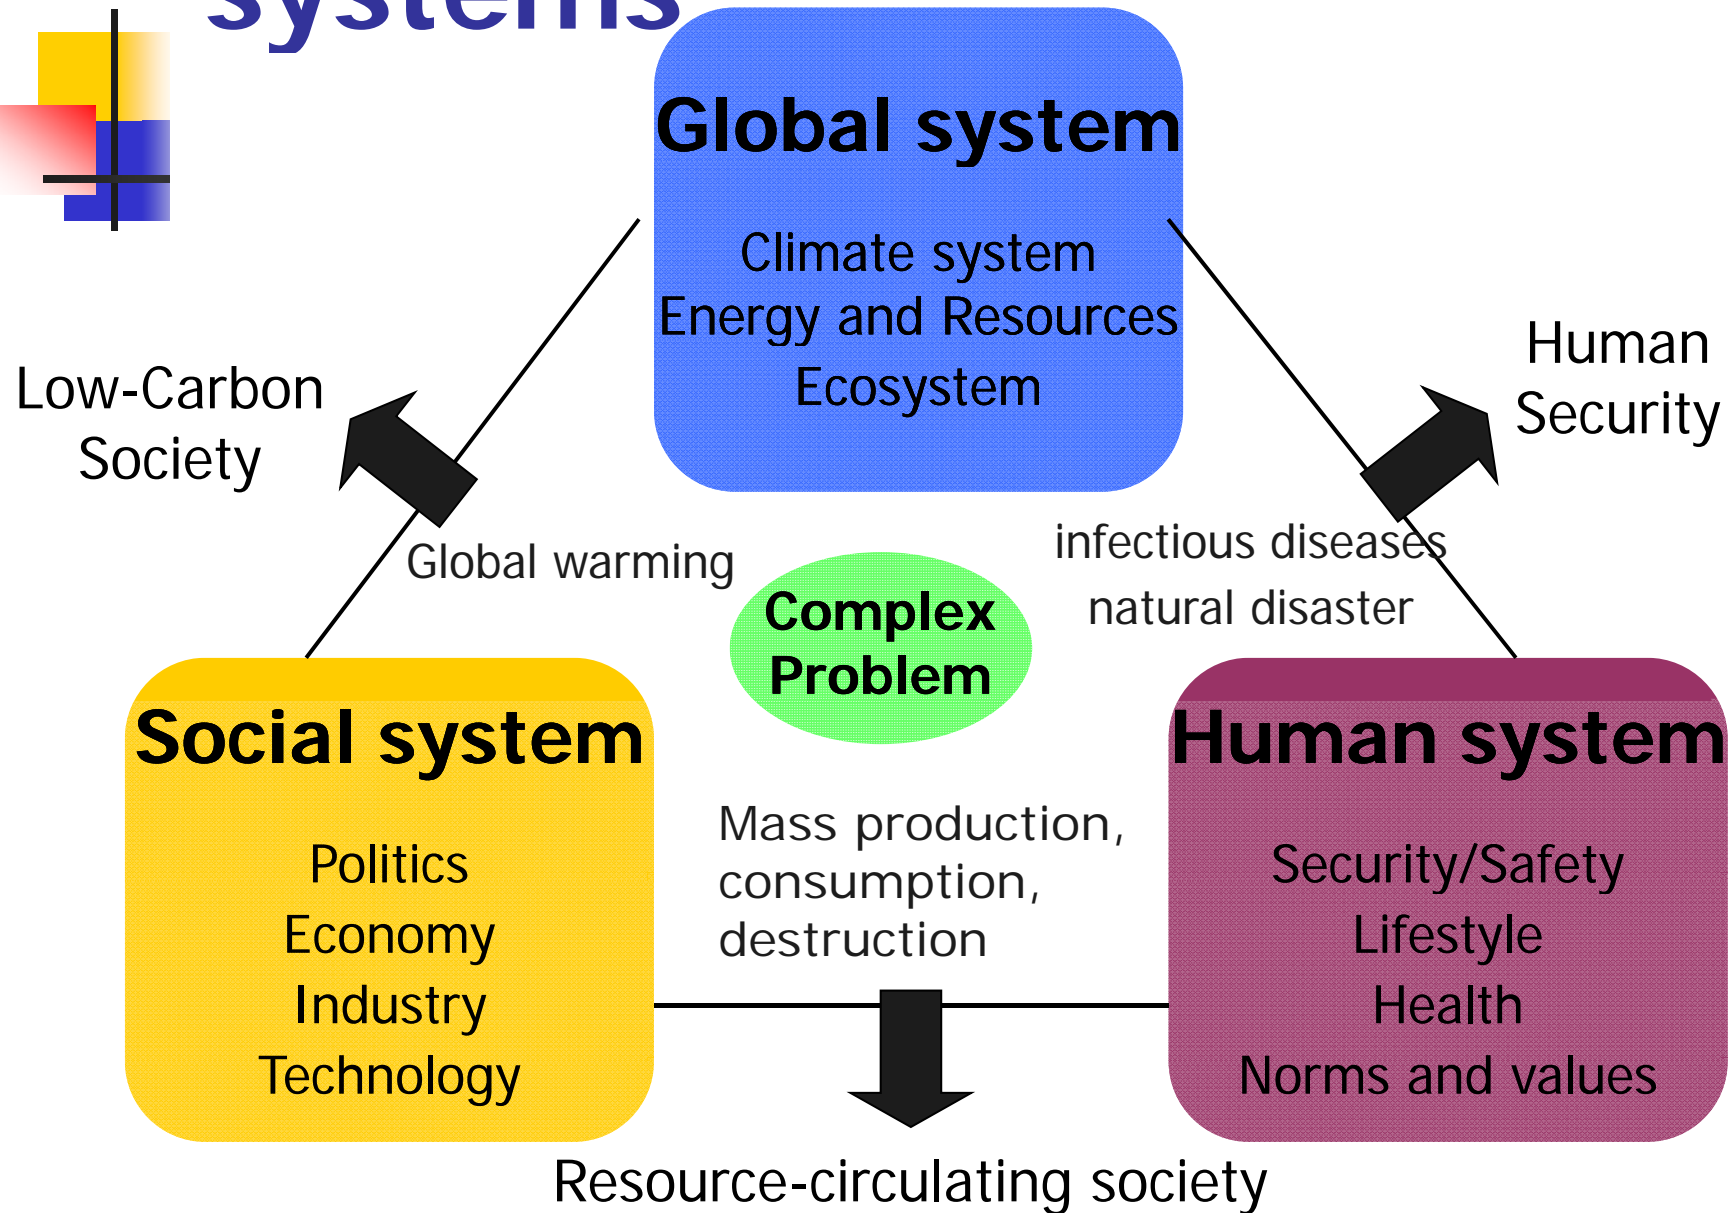 systems
Global system
Climate system
Energy and Resources
Ecosystem
Low-Carbon
Society
Human
Security
Global warming
infectious diseases
natural disaster
Complex
Problem
Social system
Politics
Economy
Industry
Technology
Mass production,
consumption,
destruction
Human system
Security/Safety
Lifestyle
Health
Norms and values
Resource-circulating society